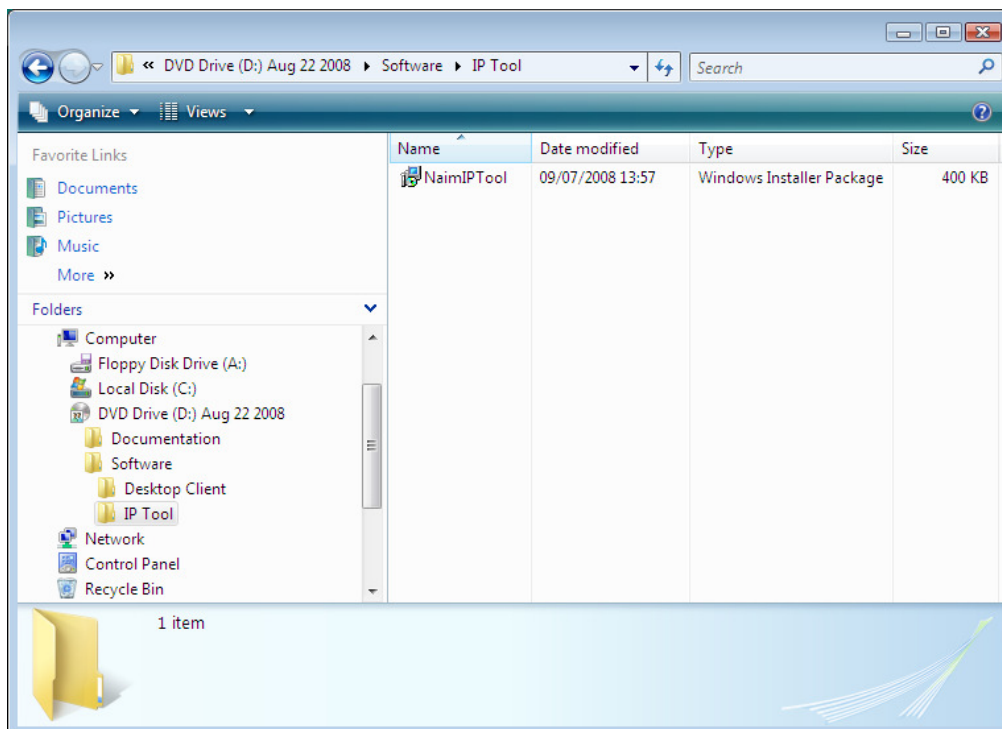 « DVD Drive (D:) Aug 22 2008 ▸ Software ▸ IP Tool
Search
Organize Views
Favorite Links
Documents
Pictures
Music
More »
Folders
Computer
Floppy Disk Drive (A:)
Local Disk (C:)
DVD Drive (D:) Aug 22 2008
Documentation
Software
Desktop Client
IP Tool
Network
Control Panel
Recycle Bin
Name Date modified Type Size
NaimIPTool 09/07/2008 13:57 Windows Installer Package 400 KB
1 item